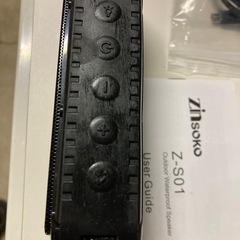 Zinsoko
Z-S01
Outdoor Waterproof Speaker
User Guide